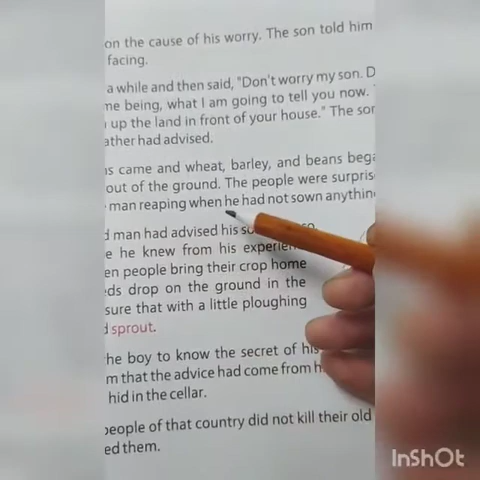 on the cause of his worry. The son told him
facing.
a while and then said, "Don't worry my son. D
me being, what I am going to tell you now.
up the land in front of your house." The son
ather had advised.
s came and wheat, barley, and beans bega
out of the ground. The people were surpris
man reaping when he had not sown anythin
d man had advised his so
e he knew from his experien
en people bring their crop home
ds drop on the ground in the
sure that with a little ploughing
d sprout.
he boy to know the secret of his
m that the advice had come from h
hid in the cellar.
people of that country did not kill their old
ed them.
InShOt